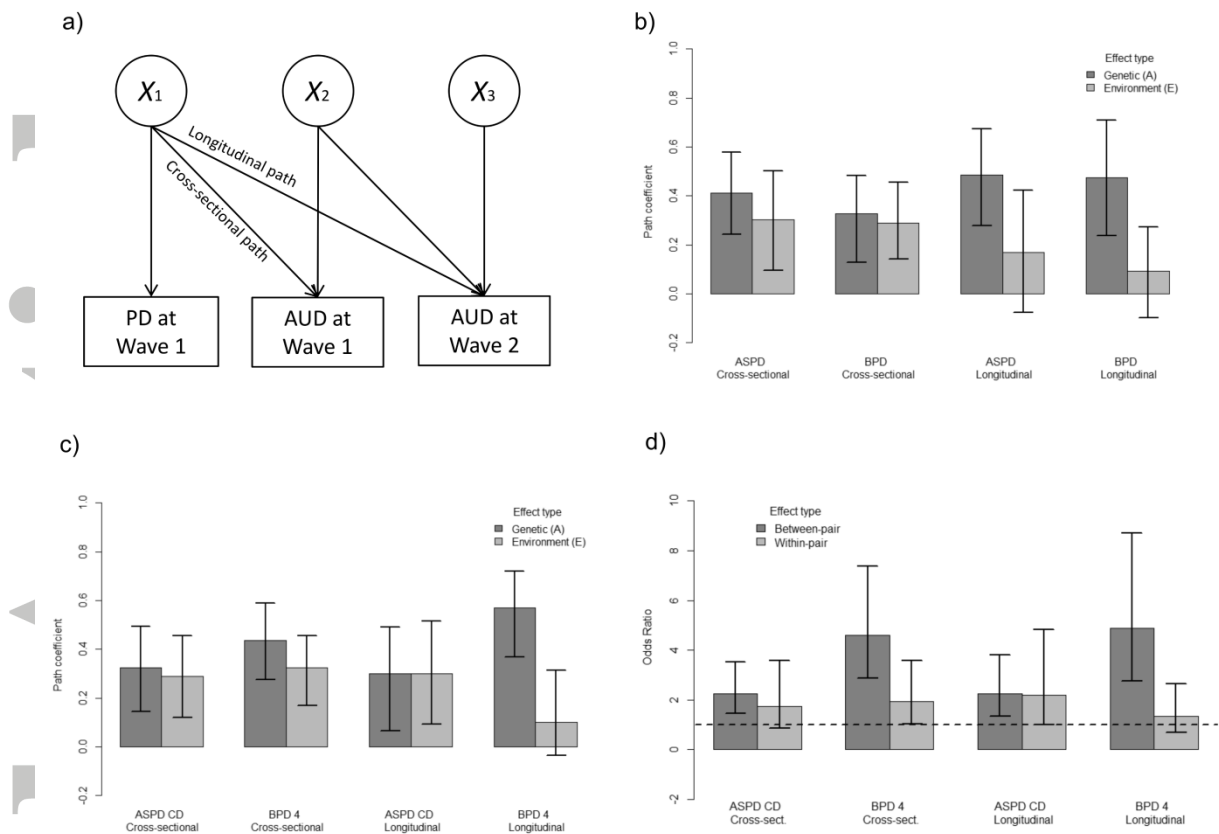 a)
X1
X2
X3
Longitudinal path
Cross-sectional path
PD at
Wave 1
AUD at
Wave 1
AUD at
Wave 2
b)
Effect type
Genetic (A)
Environment (E)
Path coefficient
1.0
0.8
0.6
0.4
0.2
0.0
-0.2
ASPD
Cross-sectional
BPD
Cross-sectional
ASPD
Longitudinal
BPD
Longitudinal
c)
Effect type
Genetic (A)
Environment (E)
Path coefficient
1.0
0.8
0.6
0.4
0.2
0.0
-0.2
ASPD CD
Cross-sectional
BPD 4
Cross-sectional
ASPD CD
Longitudinal
BPD 4
Longitudinal
d)
Effect type
Between-pair
Within-pair
Odds Ratio
10
8
6
4
2
0
-2
ASPD CD
Cross-sect.
BPD 4
Cross-sect.
ASPD CD
Longitudinal
BPD 4
Longitudinal